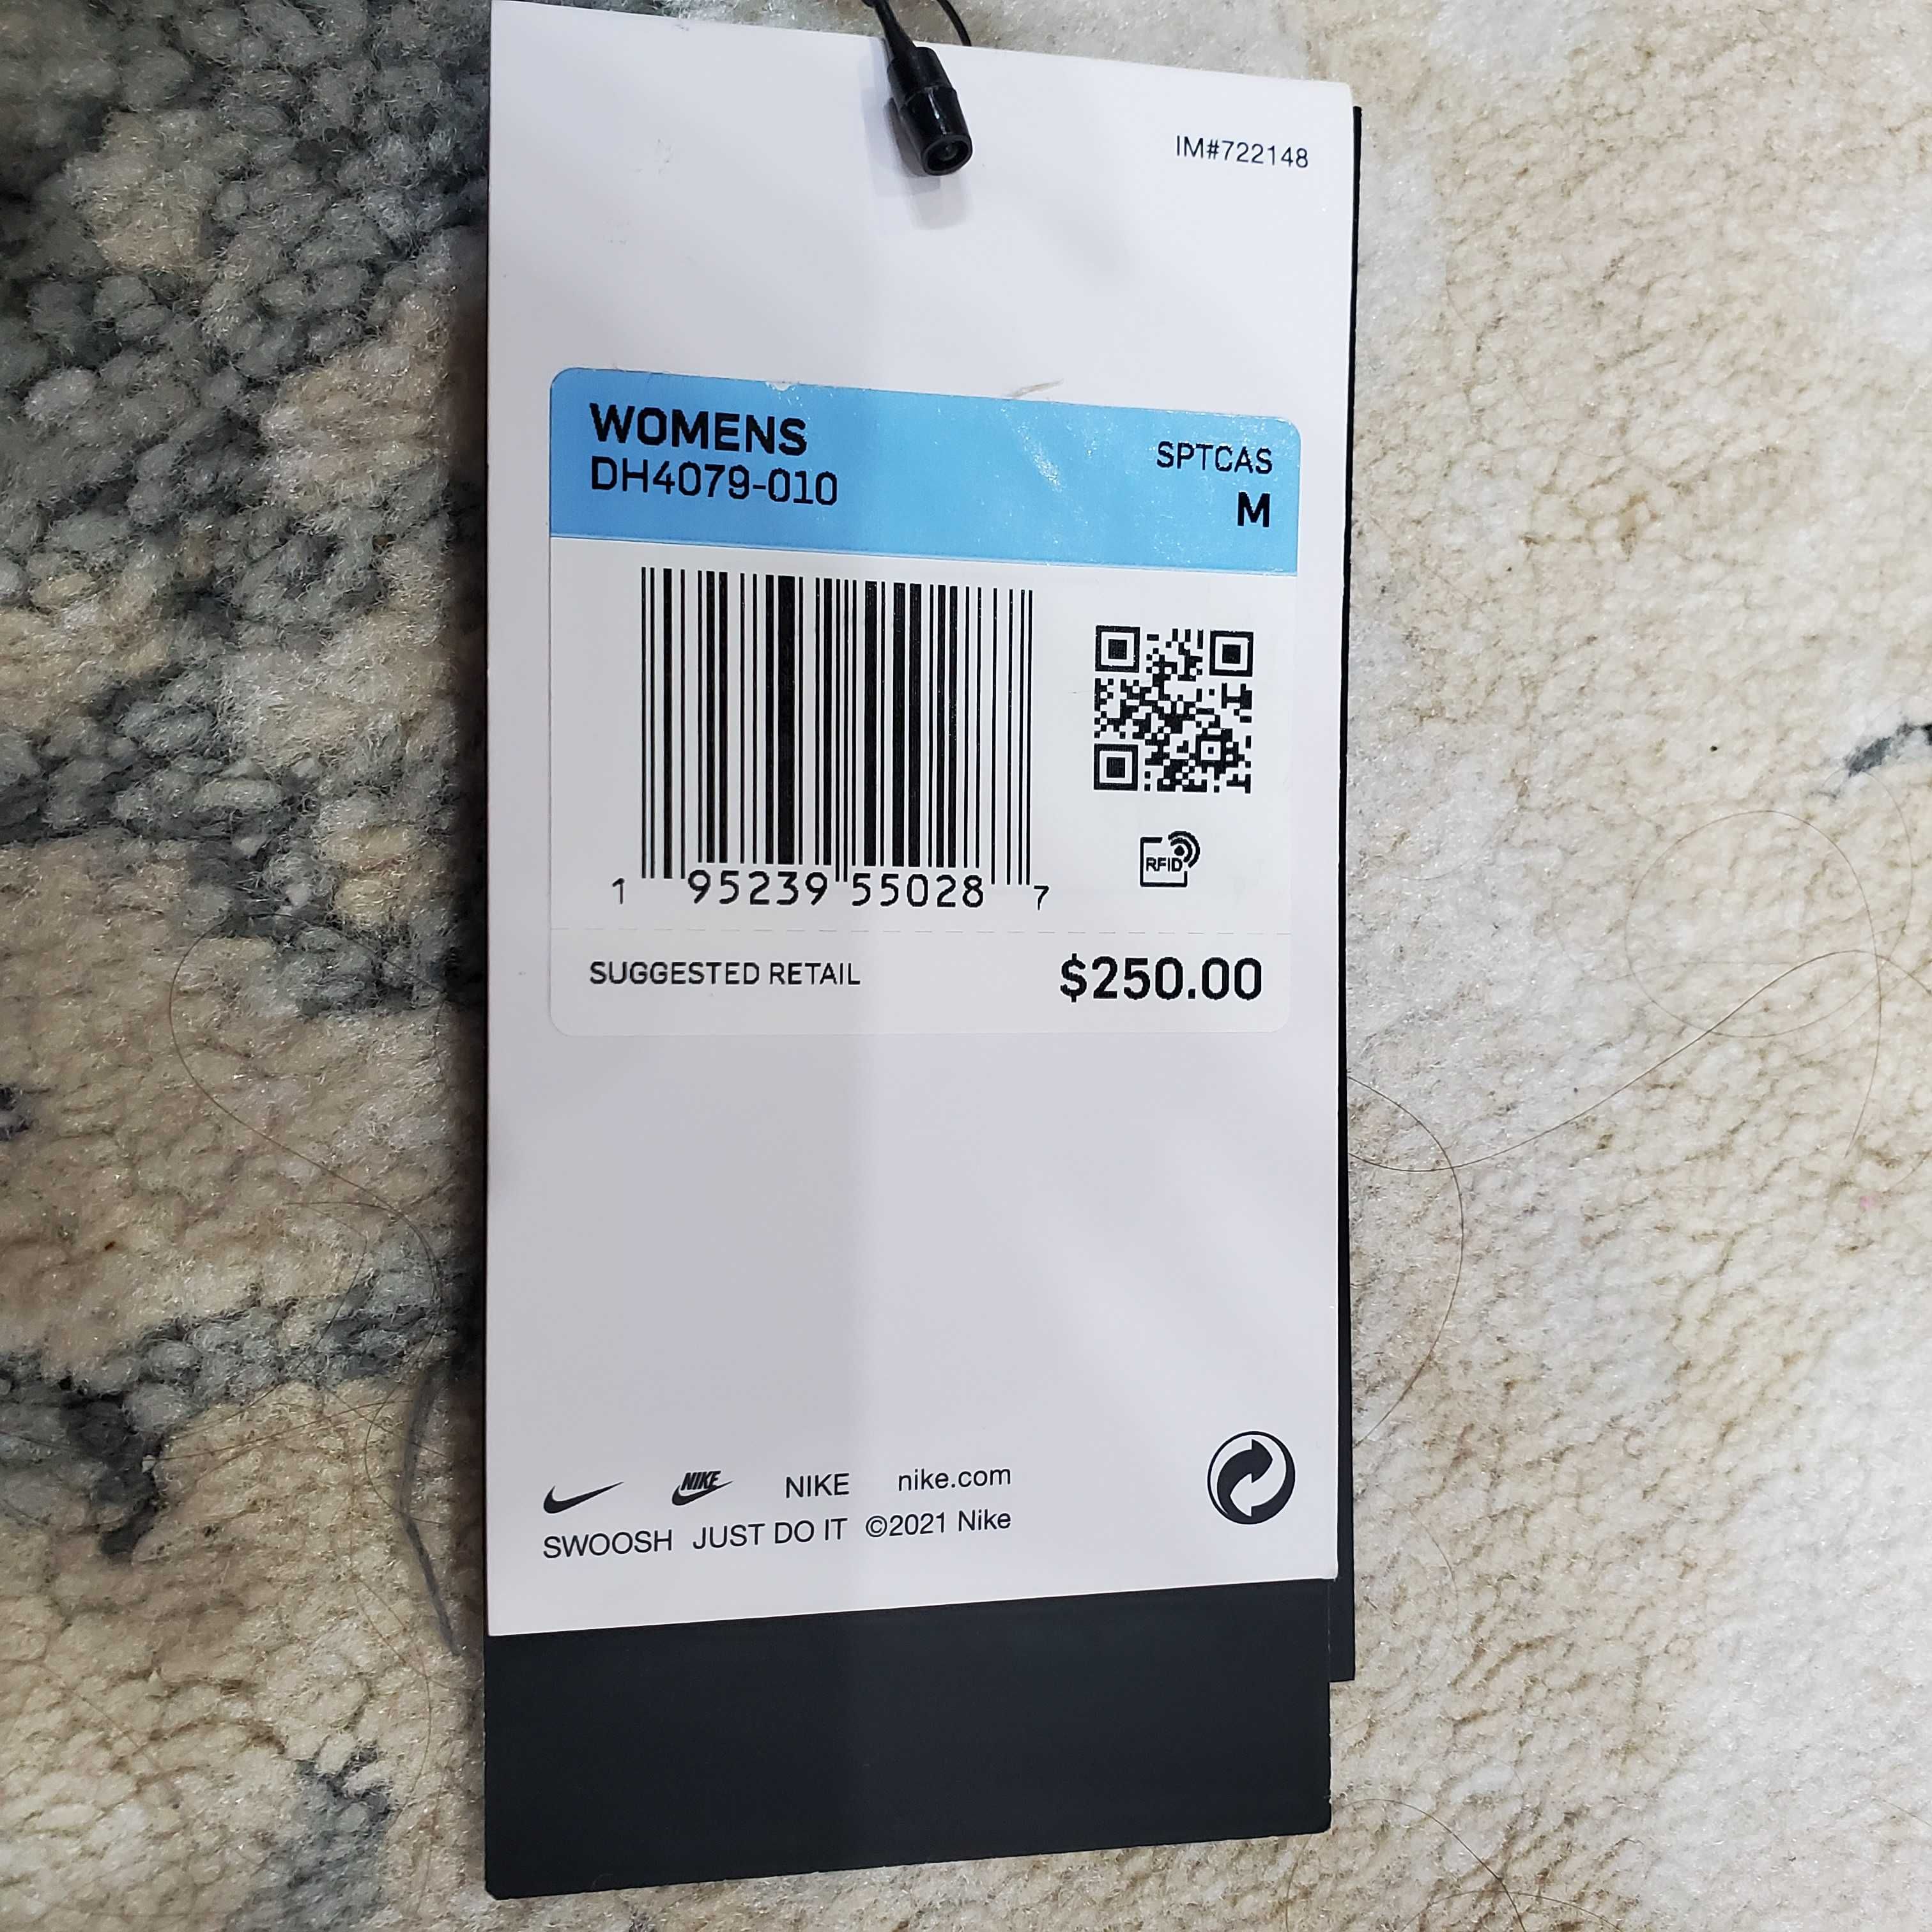 IM#722148
WOMENS
SPTCAS
DH4079-010
M
1 95239 55028 7
RFID
SUGGESTED RETAIL $250.00
NIKE NIKE nike.com
SWOOSH JUST DO IT ©2021 Nike